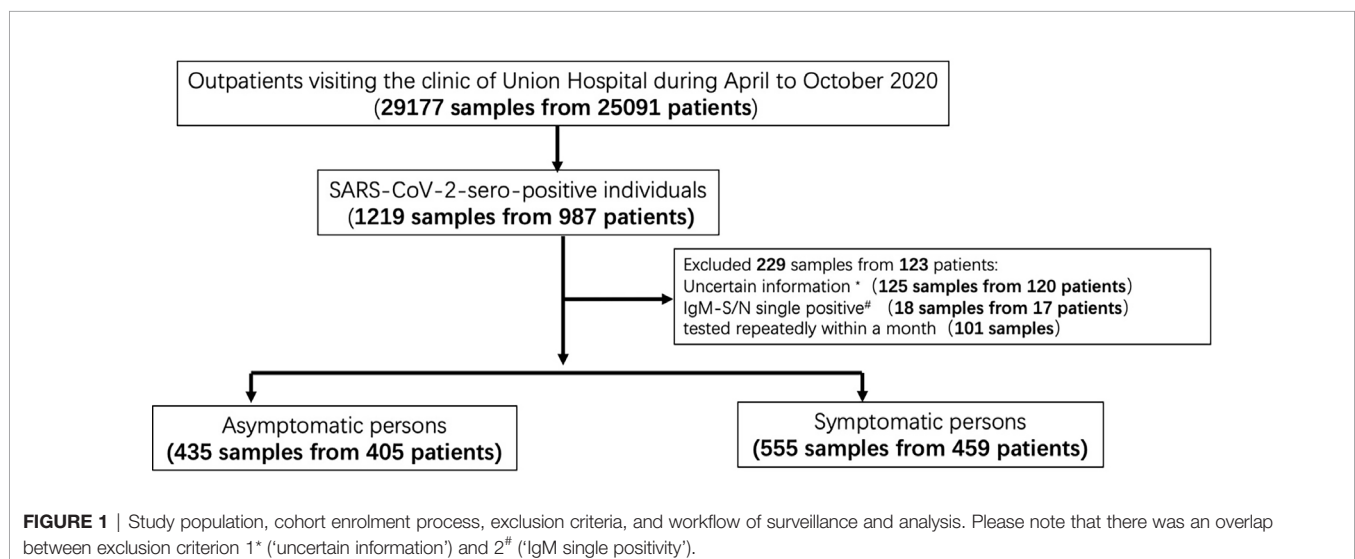 Outpatients visiting the clinic of Union Hospital during April to October 2020
(29177 samples from 25091 patients)
SARS-CoV-2-sero-positive individuals
(1219 samples from 987 patients)
Excluded 229 samples from 123 patients:
Uncertain information * (125 samples from 120 patients)
IgM-S/N single positive# (18 samples from 17 patients)
tested repeatedly within a month (101 samples)
Asymptomatic persons
(435 samples from 405 patients)
Symptomatic persons
(555 samples from 459 patients)
FIGURE 1 | Study population, cohort enrolment process, exclusion criteria, and workflow of surveillance and analysis. Please note that there was an overlap
between exclusion criterion 1* (‘uncertain information’) and 2# (‘IgM single positivity’).